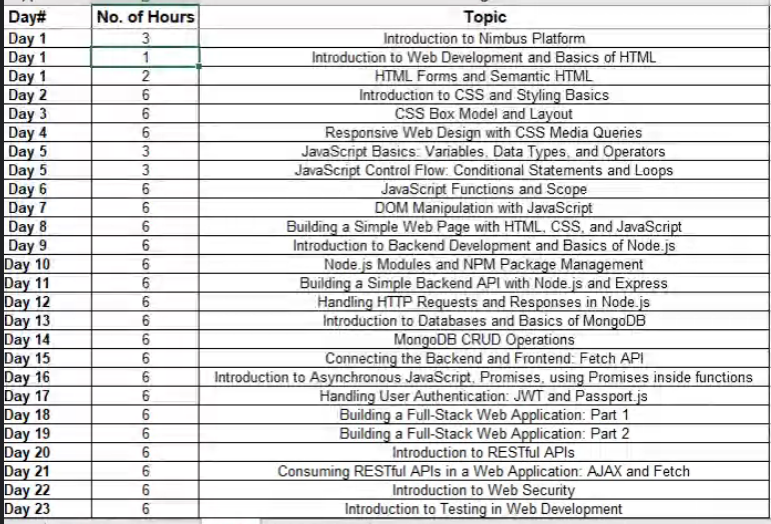 Day# No. of Hours Topic
Day 1 3 Introduction to Nimbus Platform
Day 1 1 Introduction to Web Development and Basics of HTML
Day 1 2 HTML Forms and Semantic HTML
Day 2 6 Introduction to CSS and Styling Basics
Day 3 6 CSS Box Model and Layout
Day 4 6 Responsive Web Design with CSS Media Queries
Day 5 3 JavaScript Basics: Variables, Data Types, and Operators
Day 5 3 JavaScript Control Flow: Conditional Statements and Loops
Day 6 6 JavaScript Functions and Scope
Day 7 6 DOM Manipulation with JavaScript
Day 8 6 Building a Simple Web Page with HTML, CSS, and JavaScript
Day 9 6 Introduction to Backend Development and Basics of Node.js
Day 10 6 Node.js Modules and NPM Package Management
Day 11 6 Building a Simple Backend API with Node.js and Express
Day 12 6 Handling HTTP Requests and Responses in Node.js
Day 13 6 Introduction to Databases and Basics of MongoDB
Day 14 6 MongoDB CRUD Operations
Day 15 6 Connecting the Backend and Frontend: Fetch API
Day 16 6 Introduction to Asynchronous JavaScript, Promises, using Promises inside functions
Day 17 6 Handling User Authentication: JWT and Passport.js
Day 18 6 Building a Full-Stack Web Application: Part 1
Day 19 6 Building a Full-Stack Web Application: Part 2
Day 20 6 Introduction to RESTful APIs
Day 21 6 Consuming RESTful APIs in a Web Application: AJAX and Fetch
Day 22 6 Introduction to Web Security
Day 23 6 Introduction to Testing in Web Development